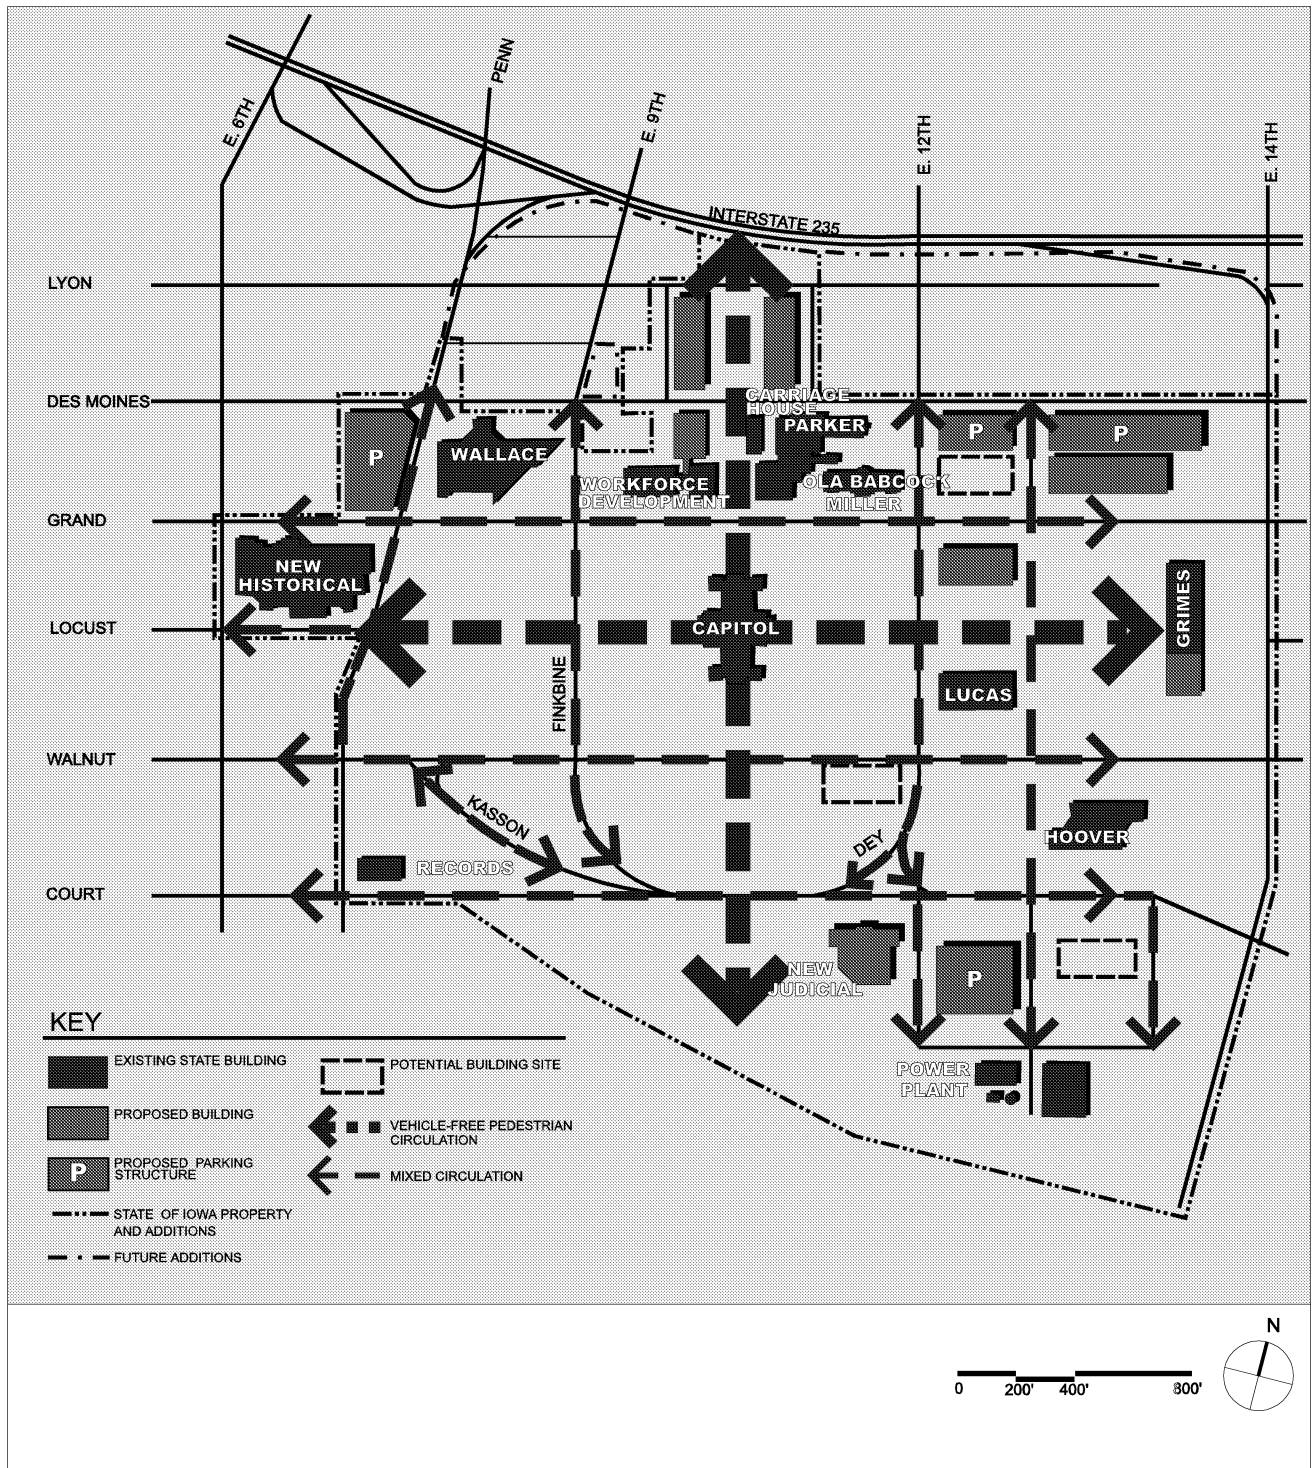 PENN
E. 6TH
E. 9TH
E. 12TH
E. 14TH
INTERSTATE 235
LYON
DES MOINES
CARRIAGE
HOUSE
PARKER
P
P
P
WALLACE
WORKFORCE
DEVELOPMENT
OLA BABCOCK
MILLER
GRAND
NEW
HISTORICAL
GRIMES
LOCUST
CAPITOL
FINKBINE
LUCAS
WALNUT
KASSON
DEY
HOOVER
RECORDS
COURT
NEW
JUDICIAL
P
POWER
PLANT
KEY
EXISTING STATE BUILDING
PROPOSED BUILDING
P
PROPOSED PARKING
STRUCTURE
STATE OF IOWA PROPERTY
AND ADDITIONS
FUTURE ADDITIONS
POTENTIAL BUILDING SITE
VEHICLE-FREE PEDESTRIAN
CIRCULATION
MIXED CIRCULATION
N
0 200' 400' 800'